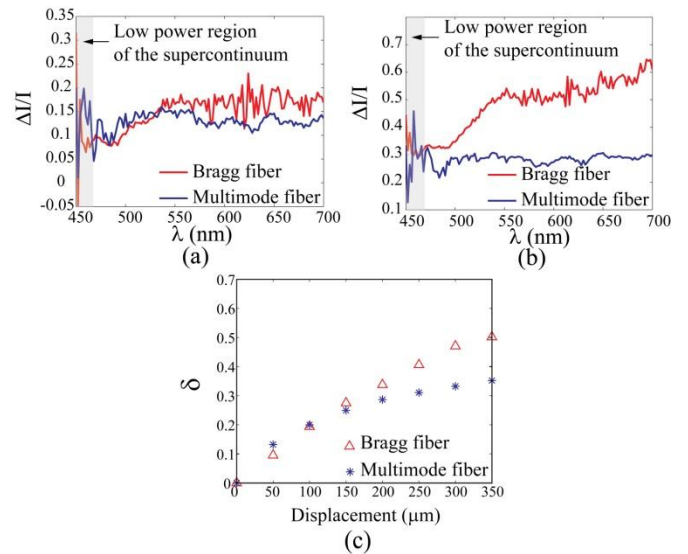 0.35
0.3
0.25
0.2
0.15
0.1
0.15
0
0.05
450
500
550
600
650
700
ΔI/I
λ (nm)
Low power region
of the supercontinuum
Bragg fiber
Multimode fiber
(a)
0.7
0.6
0.5
0.4
0.3
0.2
0.1
450
500
550
600
650
700
ΔI/I
λ (nm)
Low power region
of the supercontinuum
Bragg fiber
Multimode fiber
(b)
0.7
0.6
0.5
0.4
0.3
0.2
0.1
0
0
50
100
150
200
250
300
350
δ
Displacement (μm)
Bragg fiber
Multimode fiber
(c)